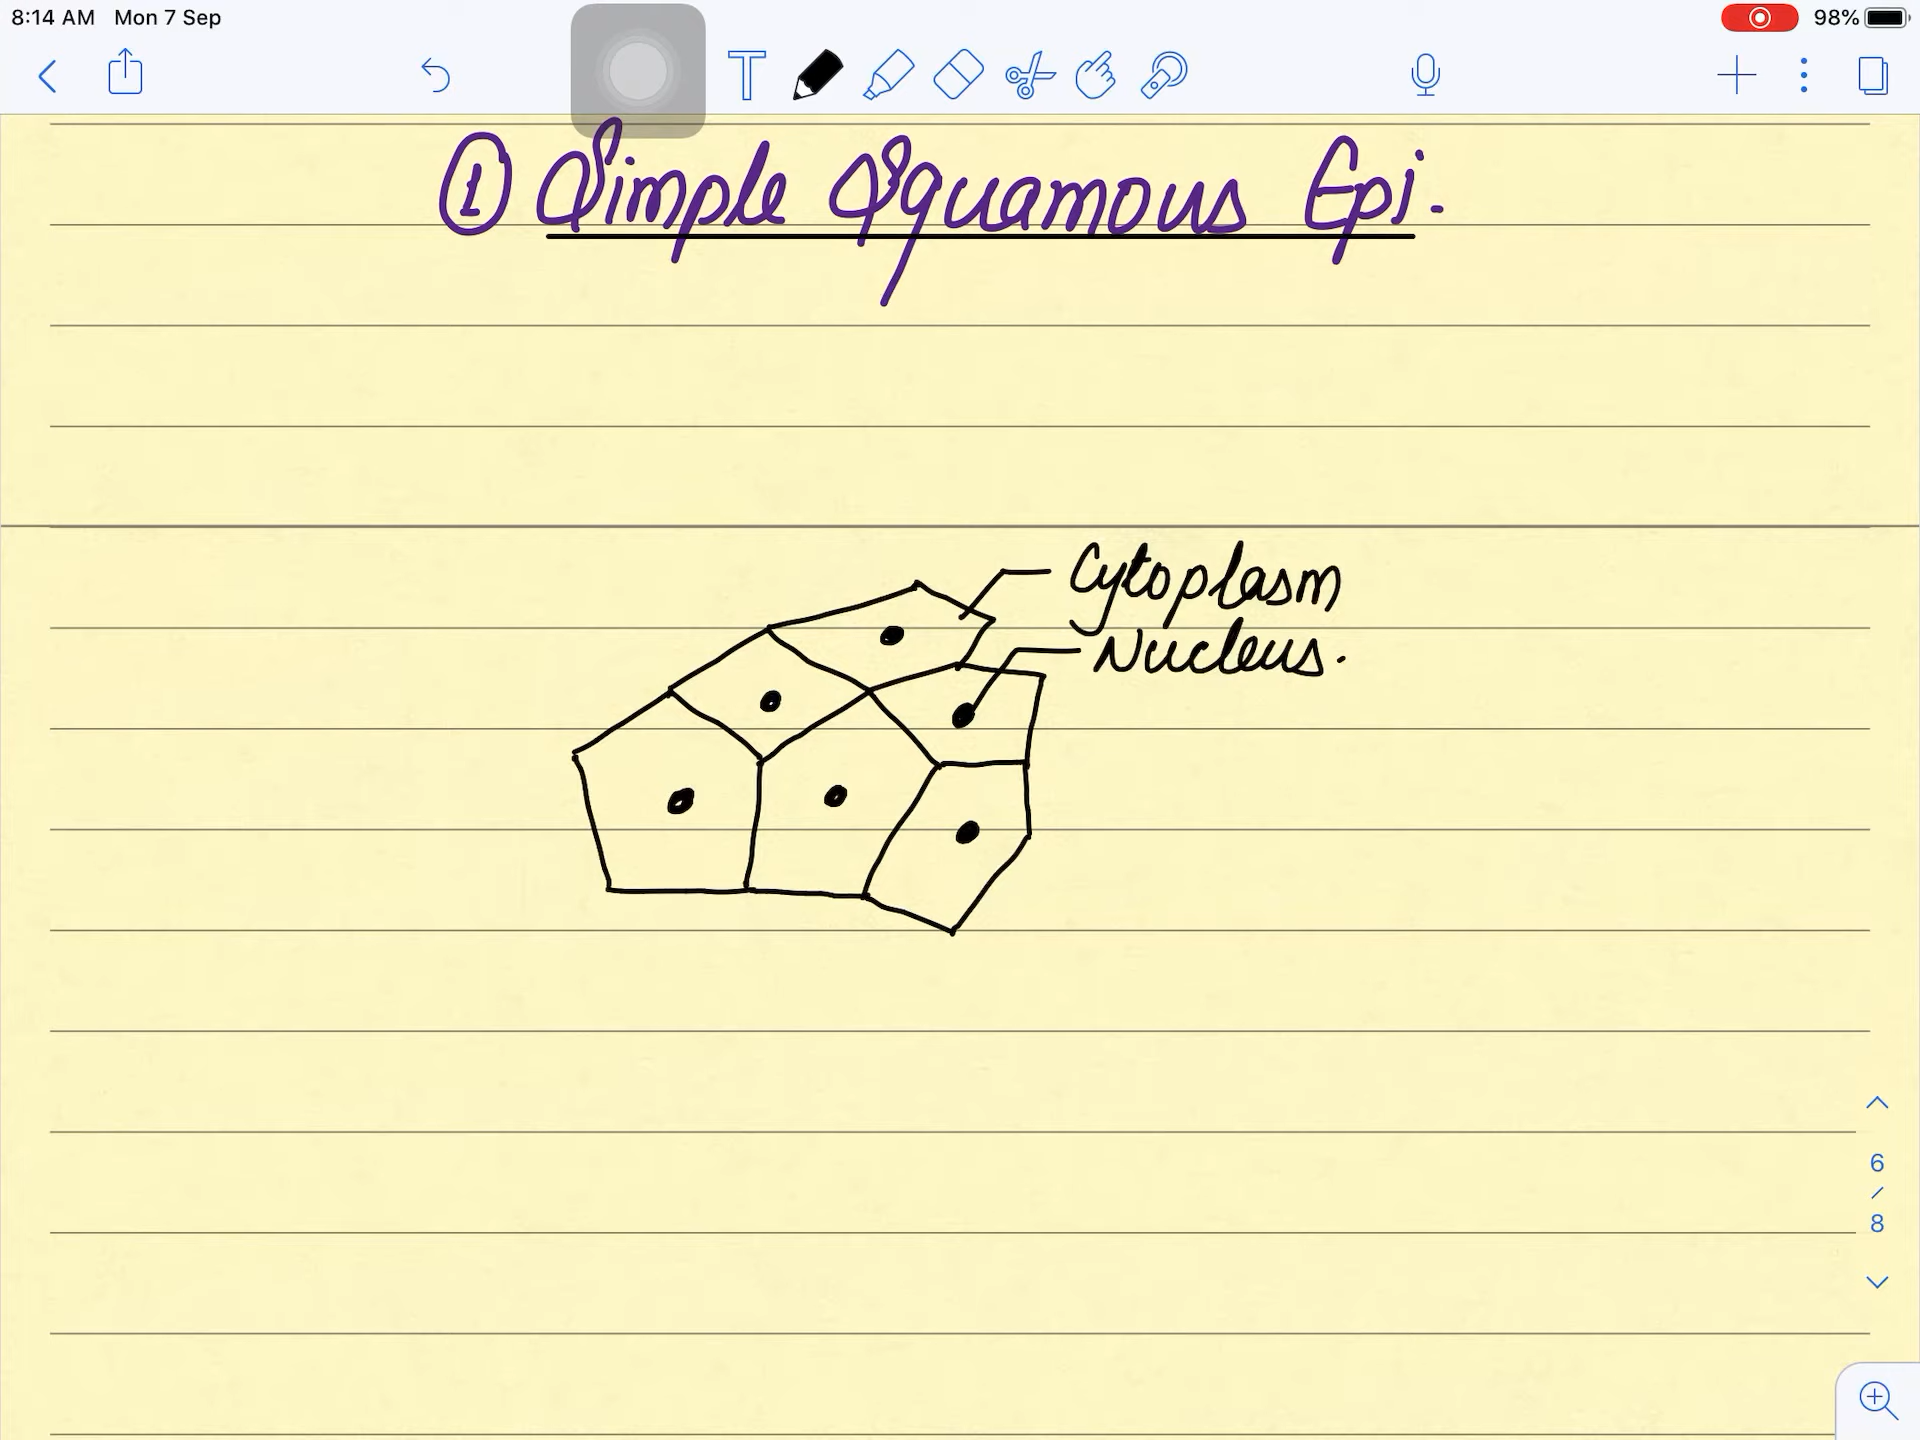 8:14 AM Mon 7 Sep
98%
T
① Simple Squamous Epi.
Cytoplasm
Nucleus.
6
/
8